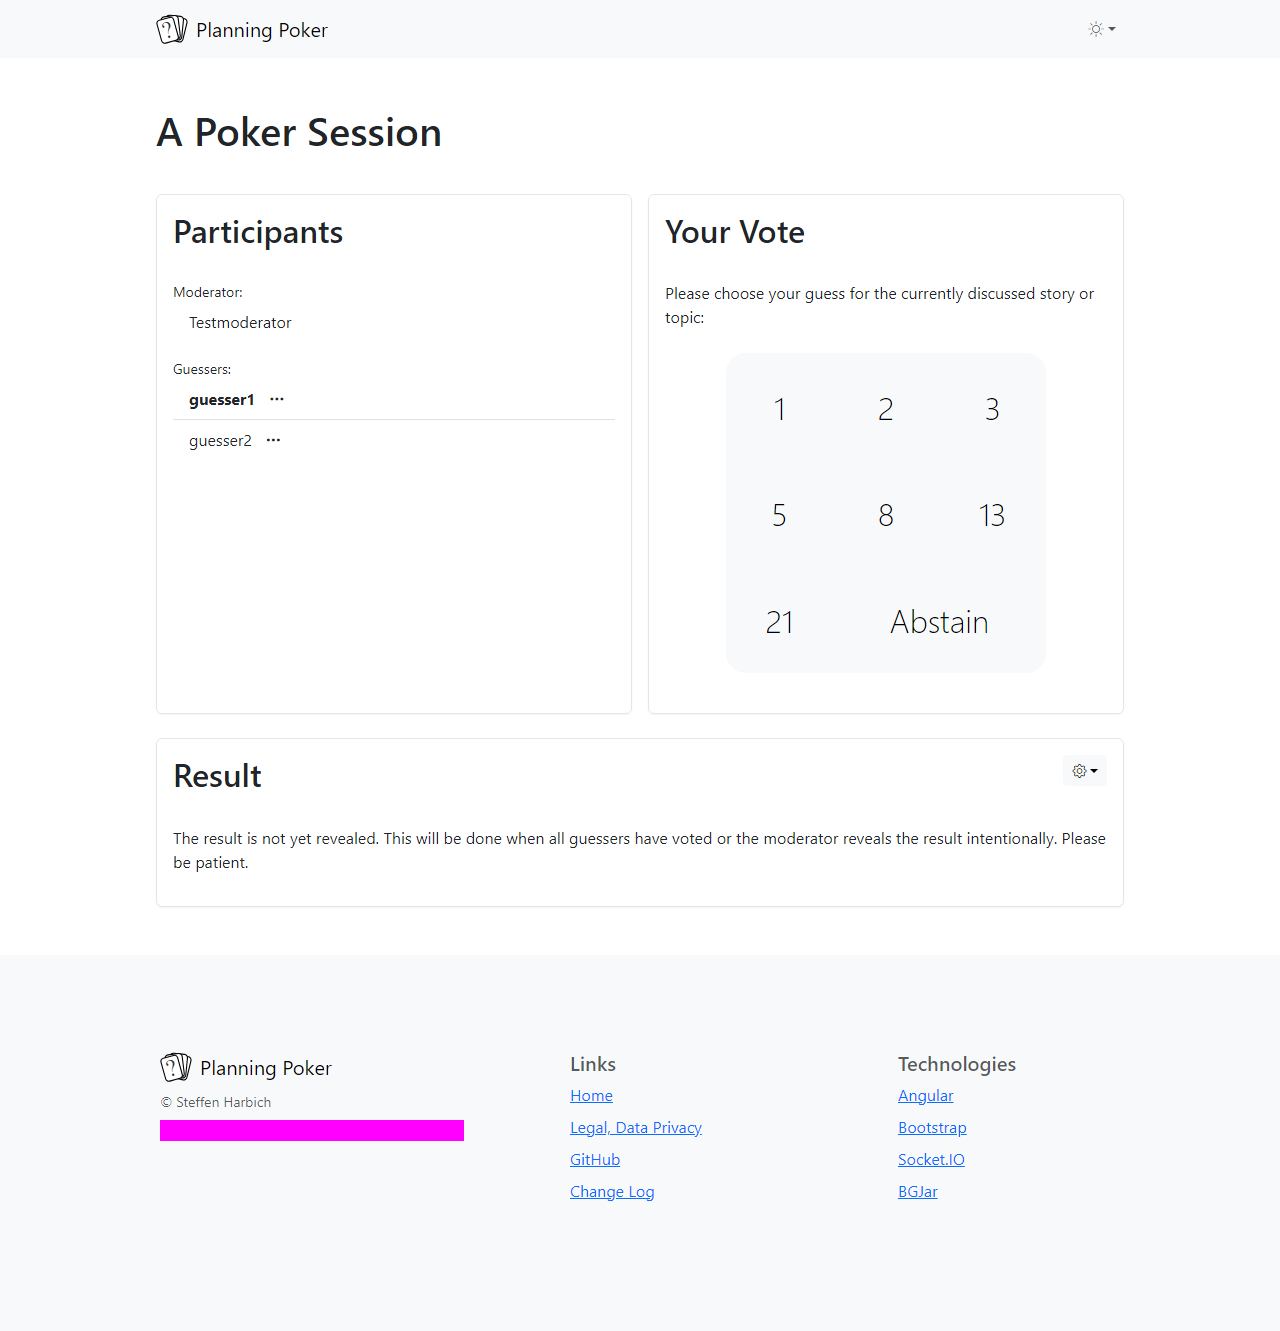 Planning Poker
A Poker Session
Participants
Moderator:
Testmoderator
Guessers:
guesser1 ···
guesser2 ···
Your Vote
Please choose your guess for the currently discussed story or
topic:
1 2 3
5 8 13
21 Abstain
Result
The result is not yet revealed. This will be done when all guessers have voted or the moderator reveals the result intentionally. Please
be patient.
? Planning Poker
© Steffen Harbich
Links
Home
Legal, Data Privacy
GitHub
Change Log
Technologies
Angular
Bootstrap
Socket.IO
BGJar